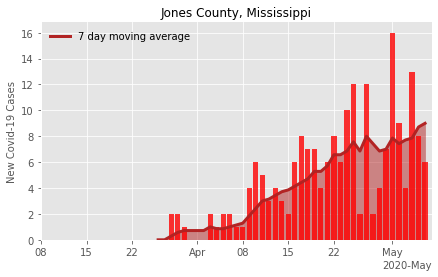 Jones County, Mississippi
7 day moving average
New Covid-19 Cases
16
14
12
10
8
6
4
2
0
08 15 22 Apr 08 15 22 May
2020-May